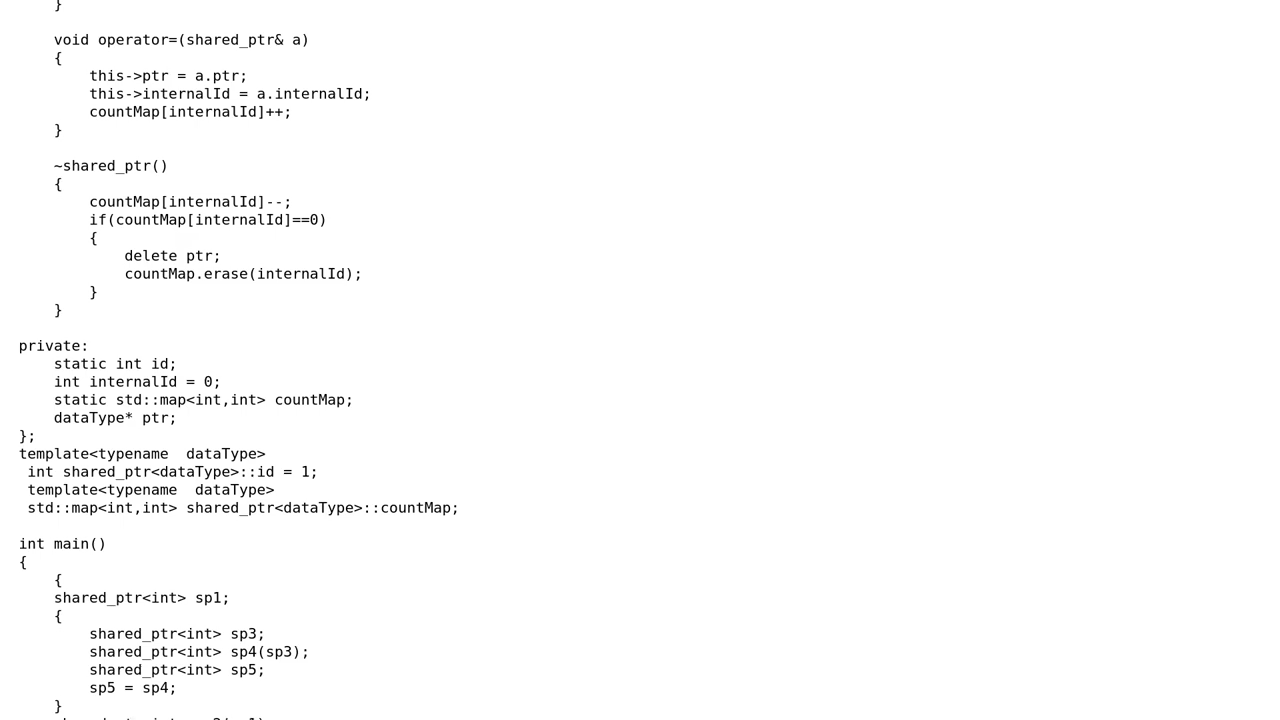 }
void operator=(shared_ptr& a)
{
this->ptr = a.ptr;
this->internalId = a.internalId;
countMap[internalId]++;
}
~shared_ptr()
{
countMap[internalId]--;
if(countMap[internalId]==0)
{
delete ptr;
countMap.erase(internalId);
}
}
private:
static int id;
int internalId = 0;
static std::map<int,int> countMap;
dataType* ptr;
};
template<typename  dataType>
int shared_ptr<dataType>::id = 1;
template<typename  dataType>
std::map<int,int> shared_ptr<dataType>::countMap;
int main()
{
{
shared_ptr<int> sp1;
{
shared_ptr<int> sp3;
shared_ptr<int> sp4(sp3);
shared_ptr<int> sp5;
sp5 = sp4;
}